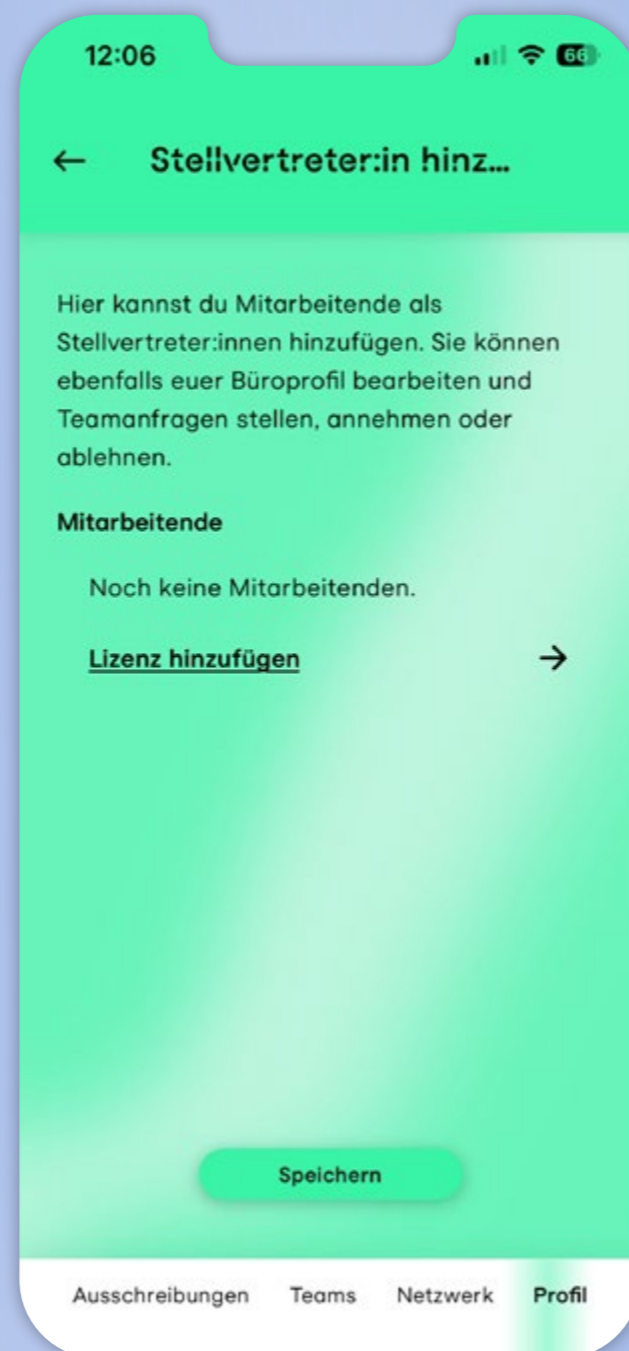 12:06
66
Stellvertreter:in hinz...
Hier kannst du Mitarbeitende als
Stellvertreter:innen hinzufügen. Sie können
ebenfalls euer Büroprofil bearbeiten und
Teamanfragen stellen, annehmen oder
ablehnen.
Mitarbeitende
Noch keine Mitarbeitenden.
Lizenz hinzufügen
Speichern
Ausschreibungen Teams Netzwerk Profil